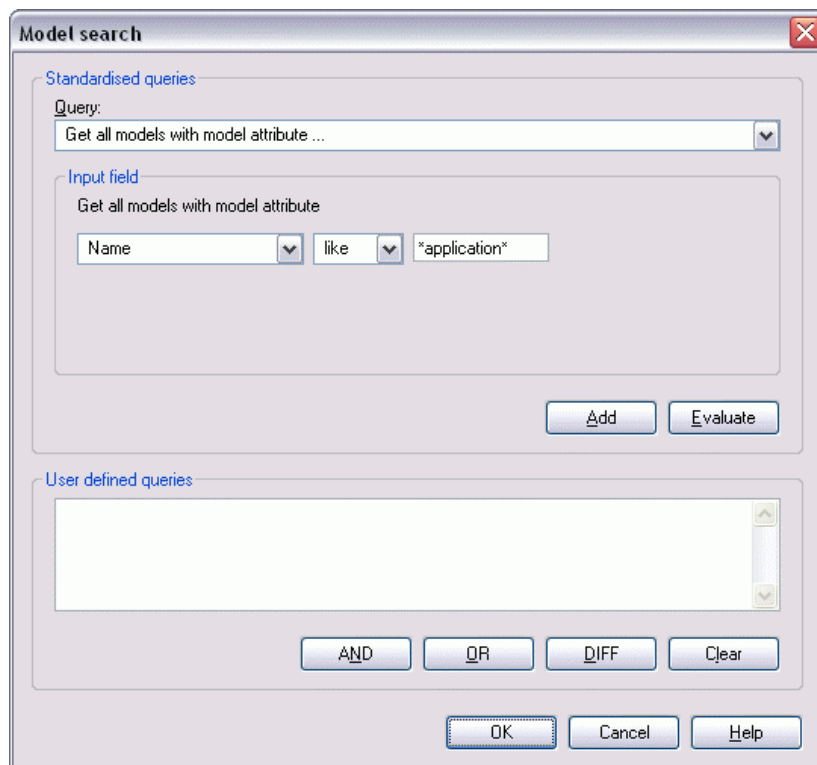 Model search
Standardised queries
Query:
Get all models with model attribute ...
Input field
Get all models with model attribute
Name like *application*
Add Evaluate
User defined queries
AND OR DIFF Clear
OK Cancel Help